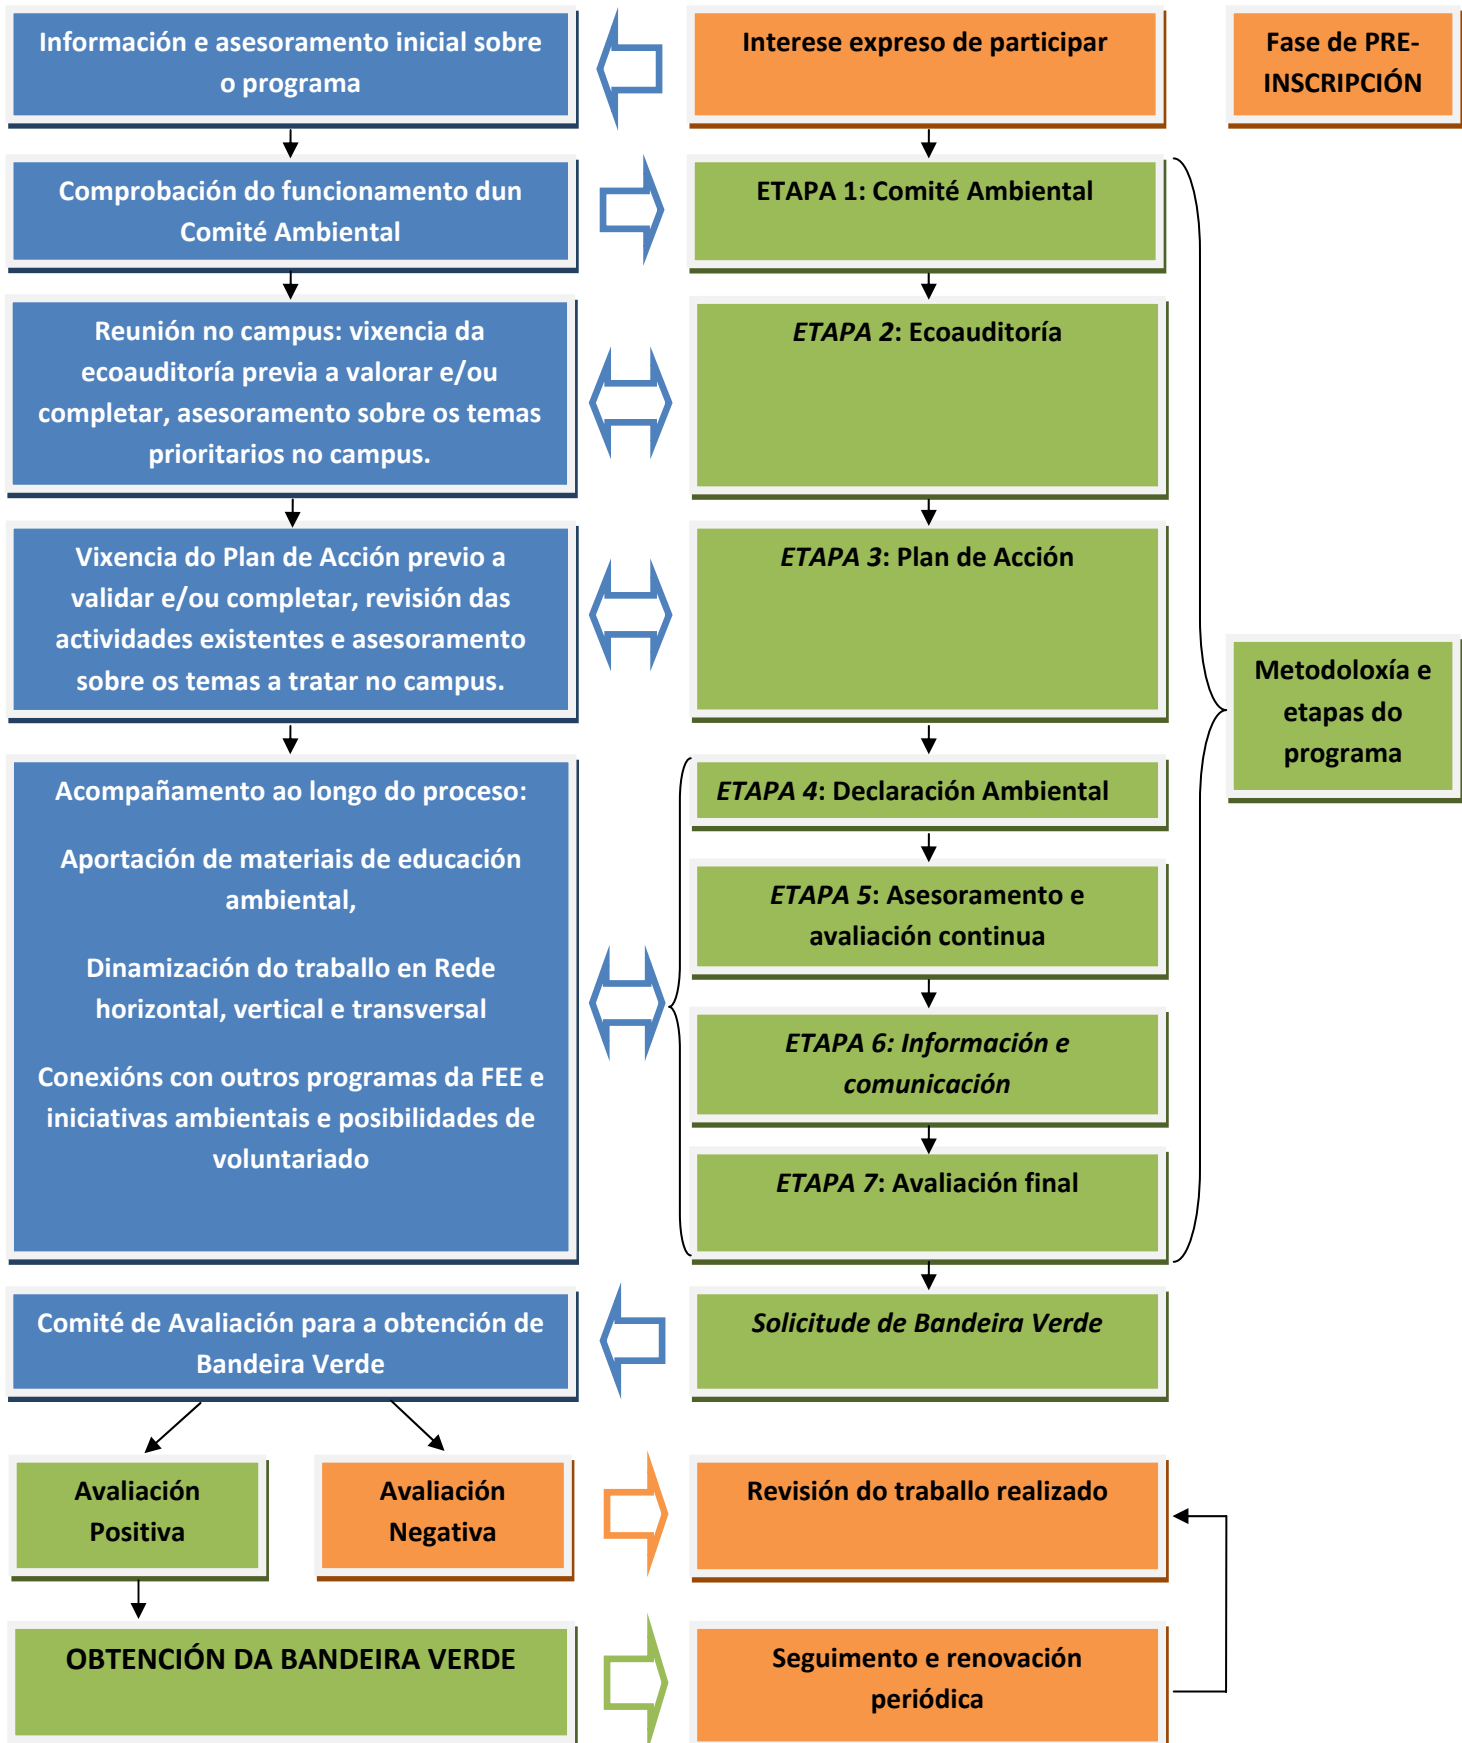 Información e asesoramento inicial sobre
o programa
Interese expreso de participar
Fase de PRE-
INSCRIPCIÓN
Comprobación do funcionamento dun
Comité Ambiental
ETAPA 1: Comité Ambiental
Reunión no campus: vixencia da
ecoauditoría previa a valorar e/ou
completar, asesoramento sobre os temas
prioritarios no campus.
ETAPA 2: Ecoauditoría
Vixencia do Plan de Acción previo a
validar e/ou completar, revisión das
actividades existentes e asesoramento
sobre os temas a tratar no campus.
ETAPA 3: Plan de Acción
Metodoloxía e
etapas do
programa
Acompañamento ao longo do proceso:
Aportación de materiais de educación
ambiental,
Dinamización do traballo en Rede
horizontal, vertical e transversal
Conexións con outros programas da FEE e
iniciativas ambientais e posibilidades de
voluntariado
ETAPA 4: Declaración Ambiental
ETAPA 5: Asesoramento e
avaliación continua
ETAPA 6: Información e
comunicación
ETAPA 7: Avaliación final
Comité de Avaliación para a obtención de
Bandeira Verde
Solicitude de Bandeira Verde
Avaliación
Positiva
Avaliación
Negativa
Revisión do traballo realizado
OBTENCIÓN DA BANDEIRA VERDE
Seguimento e renovación
periódica